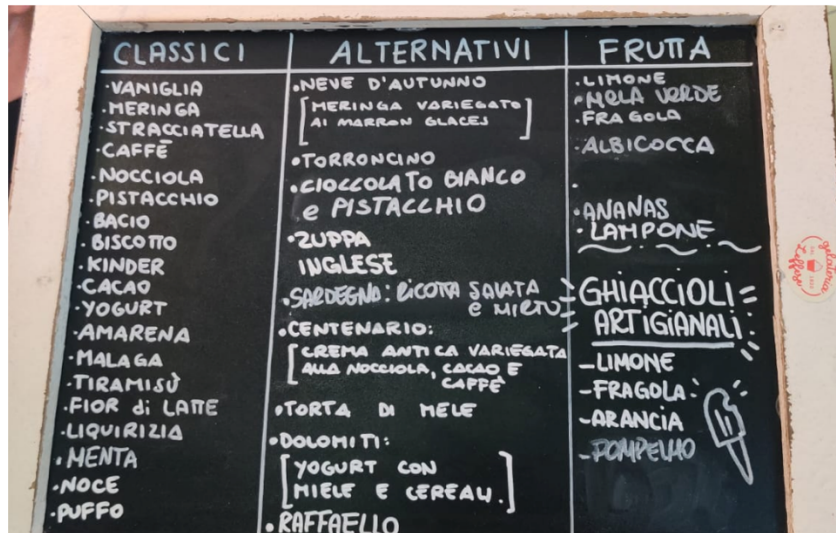 CLASSICI
·VANIGLIA
·MERINGA
·STRACCIATELLA
·CAFFÈ
·NOCCIOLA
·PISTACCHIO
·BACIO
·BISCOTTO
·KINDER
·CACAO
·YOGURT
·AMARENA
·MALAGA
·TIRAMISÙ
·FIOR di LATTE
·LIQUIRIZIA
·MENTA
·NOCE
·PUFFO
ALTERNATIVI
·NEVE D'AUTUNNO
[MERINGA VARIEGATO
AI MARRON GLACES]
·TORRONCINO
·CIOCCOLATO BIANCO
e PISTACCHIO
·ZUPPA
INGLESE
·SARDEGNA: RICOTTA SALATA
e MIRTO
·CENTENARIO:
[CREMA ANTICA VARIEGATA
ALLA NOCCIOLA, CACAO E
CAFFÈ
·TORTA DI MELE
·DOLOMITI:
[YOGURT CON
MIELE E CEREALI.]
·RAFFAELLO
FRUTTA
·LIMONE
·MELA VERDE
·FRAGOLA
·ALBICOCCA
·
·ANANAS
·LAMPONE
GHIACCIOLI
ARTIGIANALI
-LIMONE
-FRAGOLA
-ARANCIA
-POMPELMO
gelateria